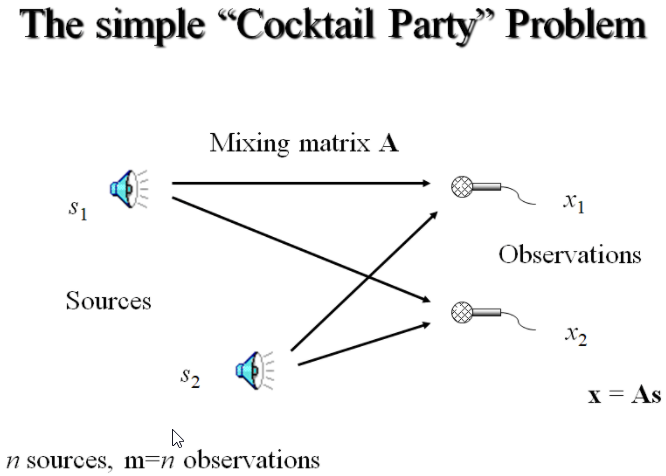 The simple “Cocktail Party” Problem
Mixing matrix A
s1
x1
Observations
Sources
x2
s2
x = As
n sources, m=n observations